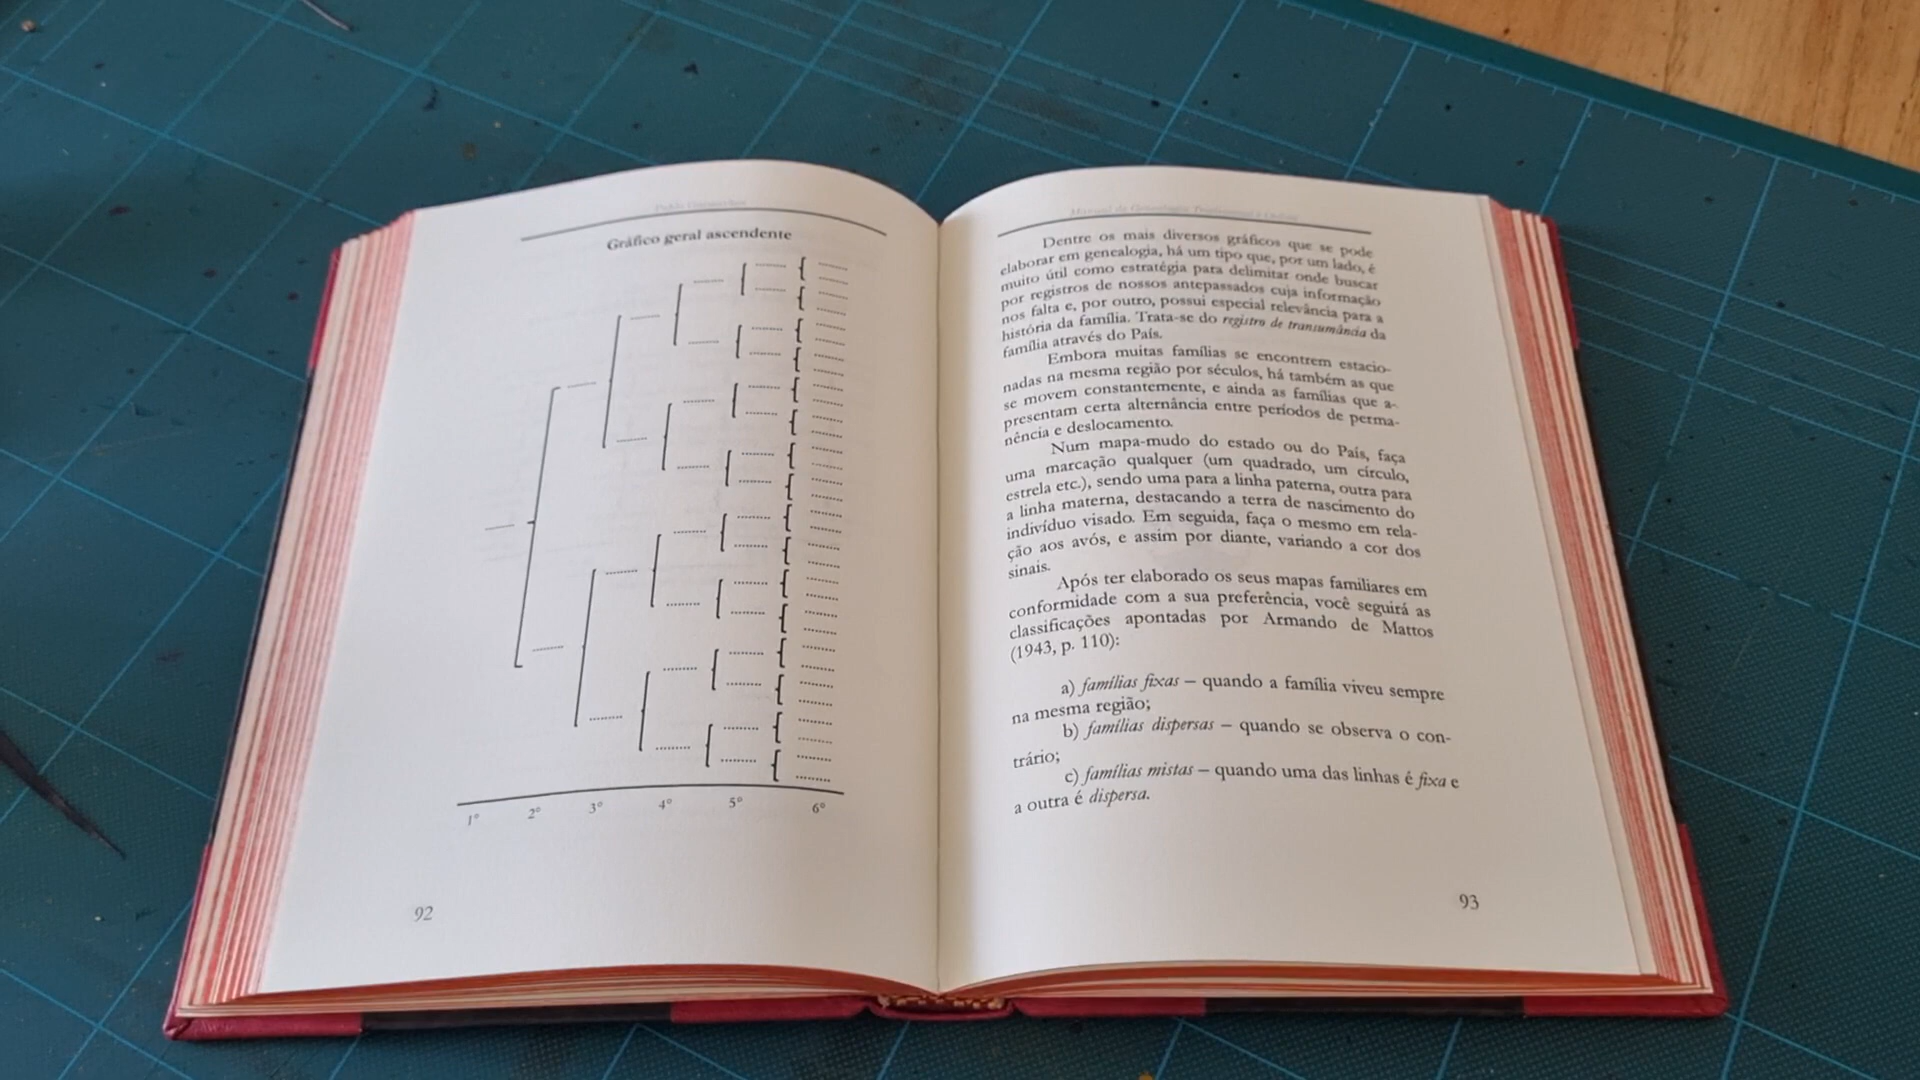 Gráfico geral ascendente
1º 2º 3º 4º 5º 6º
92
Manual de Genealogia
Dentre os mais diversos gráficos que se pode
elaborar em genealogia, há um tipo que, por um lado, é
muito útil como estratégia para delimitar onde buscar
por registros de nossos antepassados cuja informação
nos falta e, por outro, possui especial relevância para a
história da família. Trata-se do registro de transumância da
família através do País.
Embora muitas famílias se encontrem estacio-
nadas na mesma região por séculos, há também as que
se movem constantemente, e ainda as famílias que a-
presentam certa alternância entre períodos de perma-
nência e deslocamento.
Num mapa-mudo do estado ou do País, faça
uma marcação qualquer (um quadrado, um círculo,
estrela etc.), sendo uma para a linha paterna, outra para
a linha materna, destacando a terra de nascimento do
indivíduo visado. Em seguida, faça o mesmo em rela-
ção aos avós, e assim por diante, variando a cor dos
sinais.
Após ter elaborado os seus mapas familiares em
conformidade com a sua preferência, você seguirá as
classificações apontadas por Armando de Mattos
(1943, p. 110):
a) famílias fixas – quando a família viveu sempre
na mesma região;
b) famílias dispersas – quando se observa o con-
trário;
c) famílias mistas – quando uma das linhas é fixa e
a outra é dispersa.
93